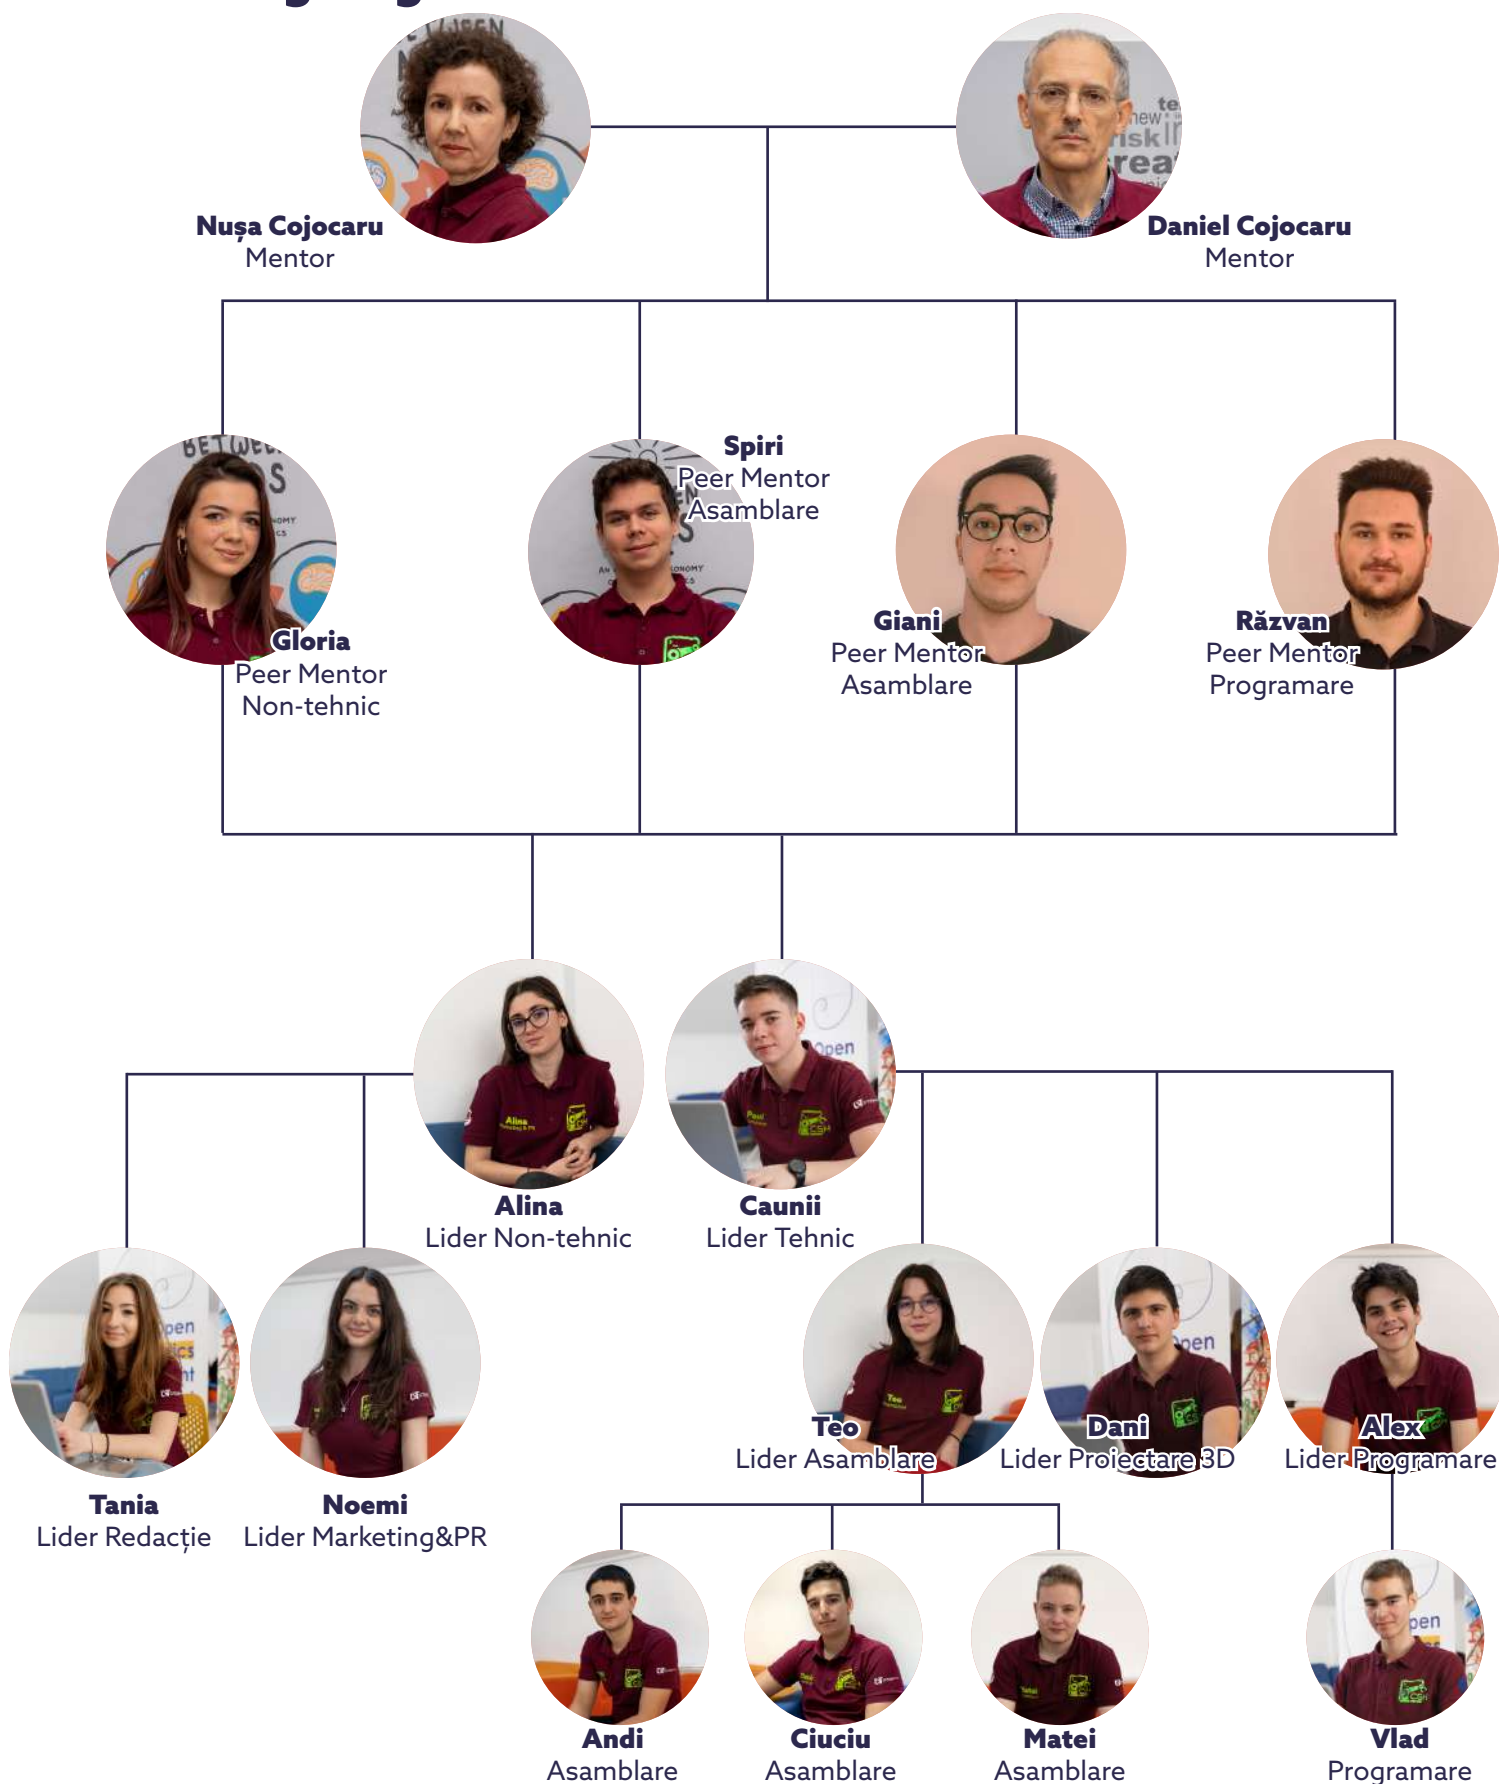 Nușa Cojocaru
Mentor
Daniel Cojocaru
Mentor
Gloria
Peer Mentor
Non-tehnic
Spiri
Peer Mentor
Asamblare
Giani
Peer Mentor
Asamblare
Răzvan
Peer Mentor
Programare
Alina
Lider Non-tehnic
Caunii
Lider Tehnic
Tania
Lider Redacție
Noemi
Lider Marketing&PR
Teo
Lider Asamblare
Dani
Lider Proiectare 3D
Alex
Lider Programare
Andi
Asamblare
Ciuciu
Asamblare
Matei
Asamblare
Vlad
Programare